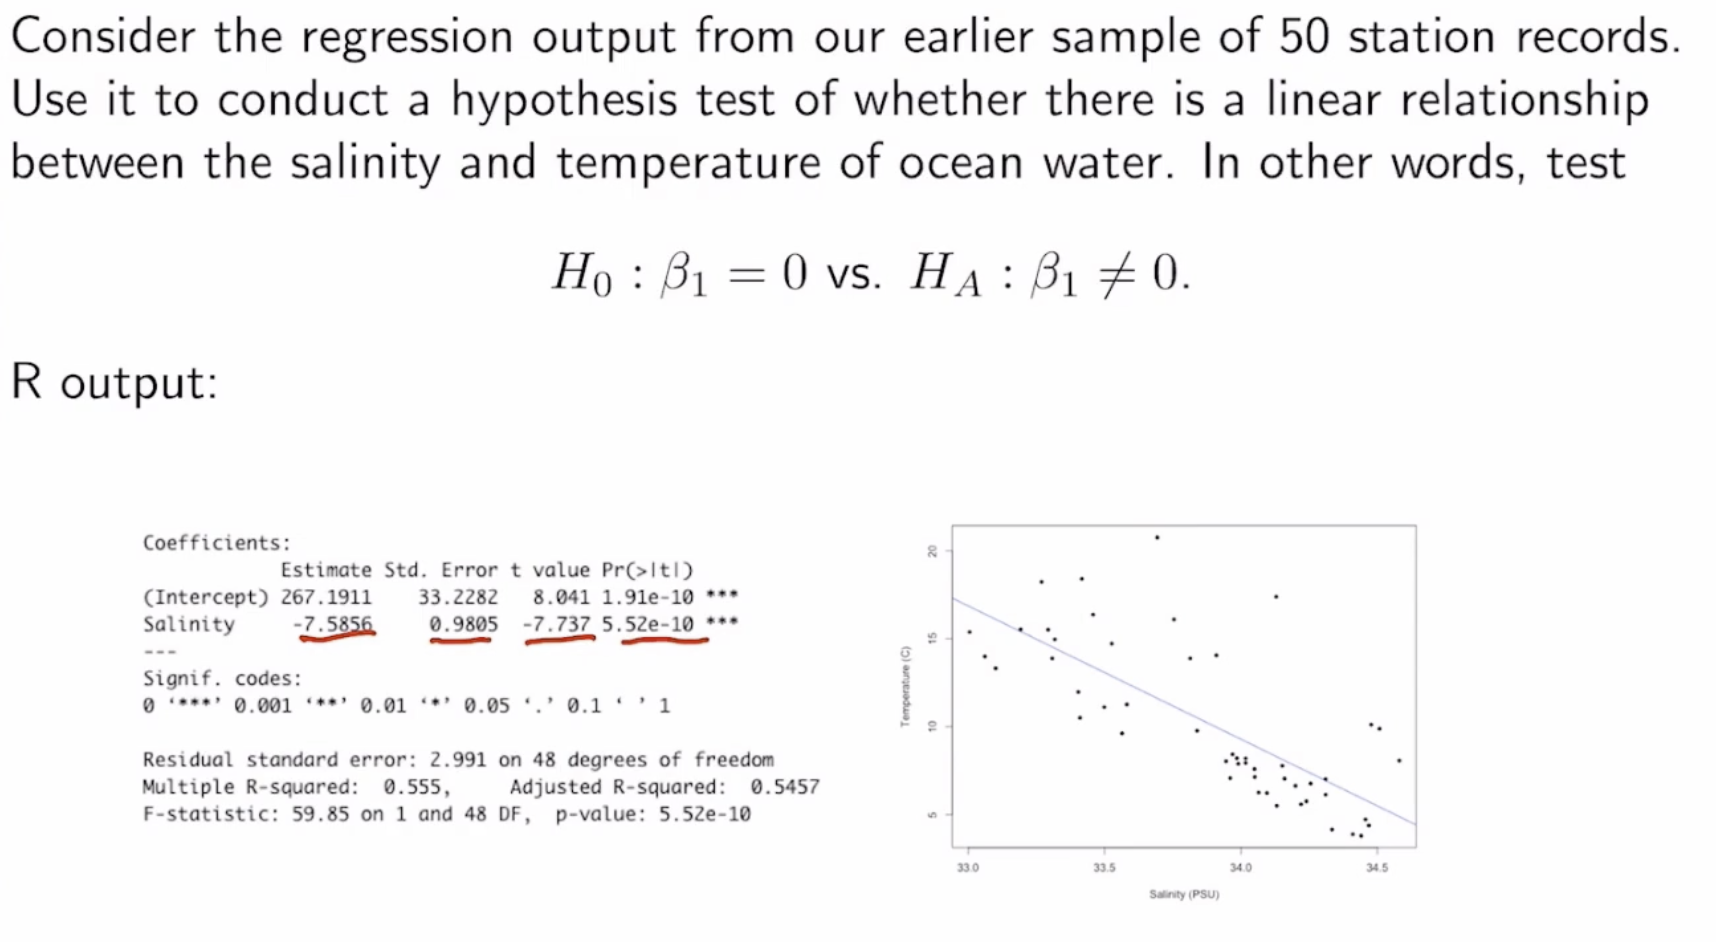 Consider the regression output from our earlier sample of 50 station records.
Use it to conduct a hypothesis test of whether there is a linear relationship
between the salinity and temperature of ocean water. In other words, test
H₀ : β₁ = 0 vs. H_A : β₁ ≠ 0.
R output:
Coefficients:
Estimate Std. Error t value Pr(>|t|)
(Intercept) 267.1911 33.2282 8.041 1.91e-10 ***
Salinity -7.5856 0.9805 -7.737 5.52e-10 ***
---
Signif. codes:
0 ‘***’ 0.001 ‘**’ 0.01 ‘*’ 0.05 ‘.’ 0.1 ‘ ’ 1
Residual standard error: 2.991 on 48 degrees of freedom
Multiple R-squared: 0.555, Adjusted R-squared: 0.5457
F-statistic: 59.85 on 1 and 48 DF, p-value: 5.52e-10
Temperature (C)
20
15
10
5
33.0 33.5 34.0 34.5
Salinity (PSU)